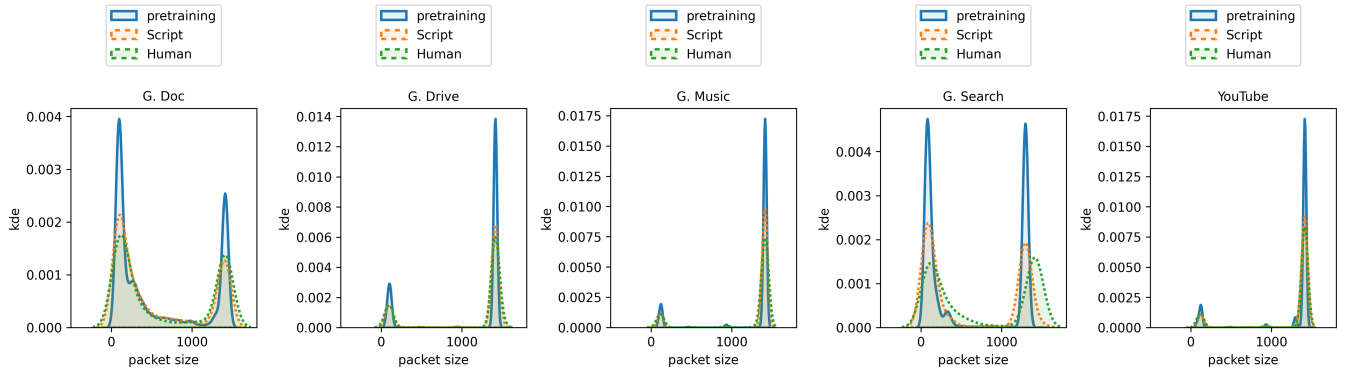 pretraining
Script
Human
pretraining
Script
Human
pretraining
Script
Human
pretraining
Script
Human
pretraining
Script
Human
G. Doc
0.004
0.003
0.002
0.001
0.000
kde
0
1000
packet size
G. Drive
0.014
0.012
0.010
0.008
0.006
0.004
0.002
0.000
kde
0
1000
packet size
G. Music
0.0175
0.0150
0.0125
0.0100
0.0075
0.0050
0.0025
0.0000
kde
0
1000
packet size
G. Search
0.004
0.003
0.002
0.001
0.000
kde
0
1000
packet size
YouTube
0.0175
0.0150
0.0125
0.0100
0.0075
0.0050
0.0025
0.0000
kde
0
1000
packet size